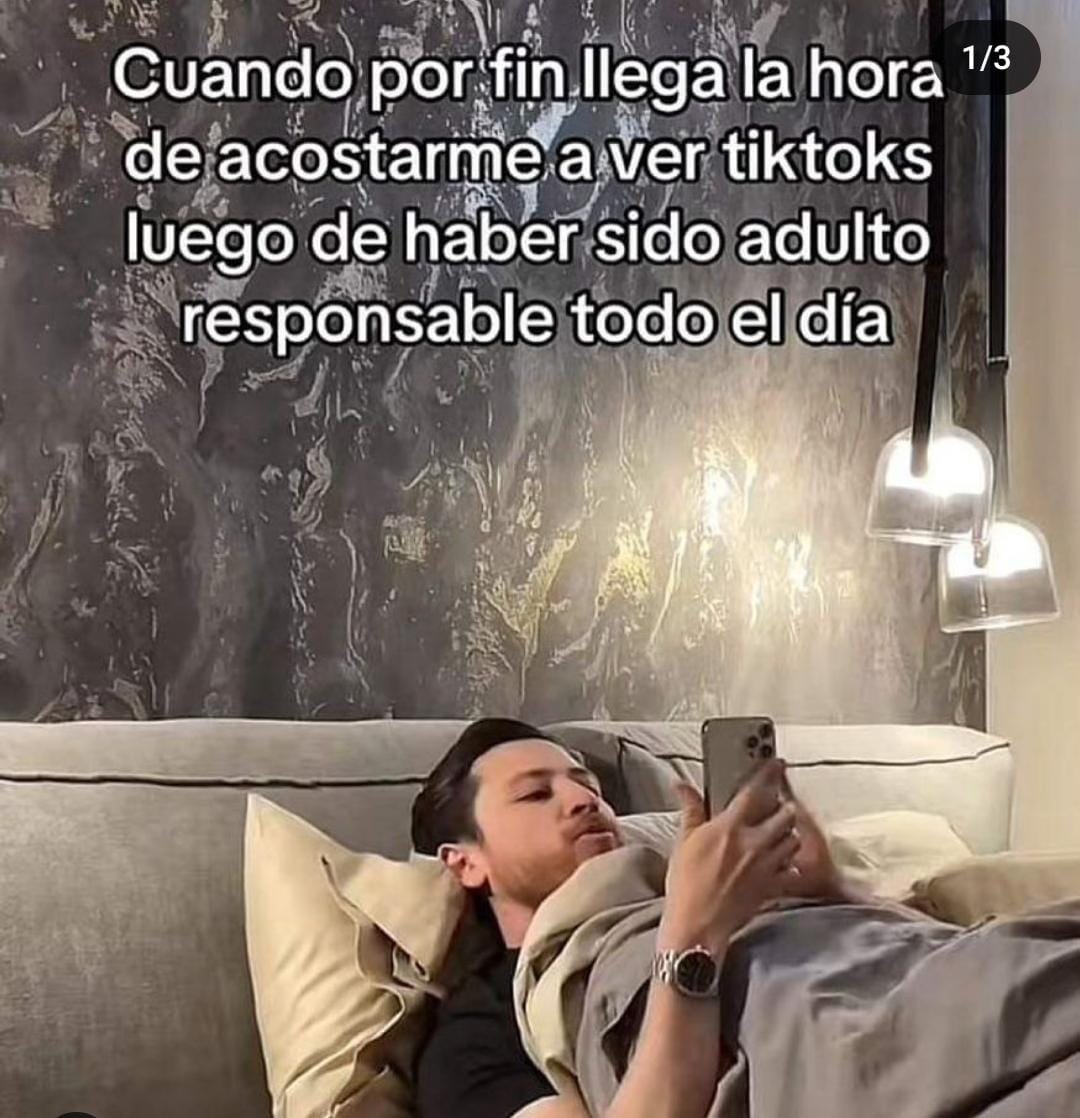 1/3
Cuando por fin llega la hora
de acostarme a ver tiktoks
luego de haber sido adulto
responsable todo el día